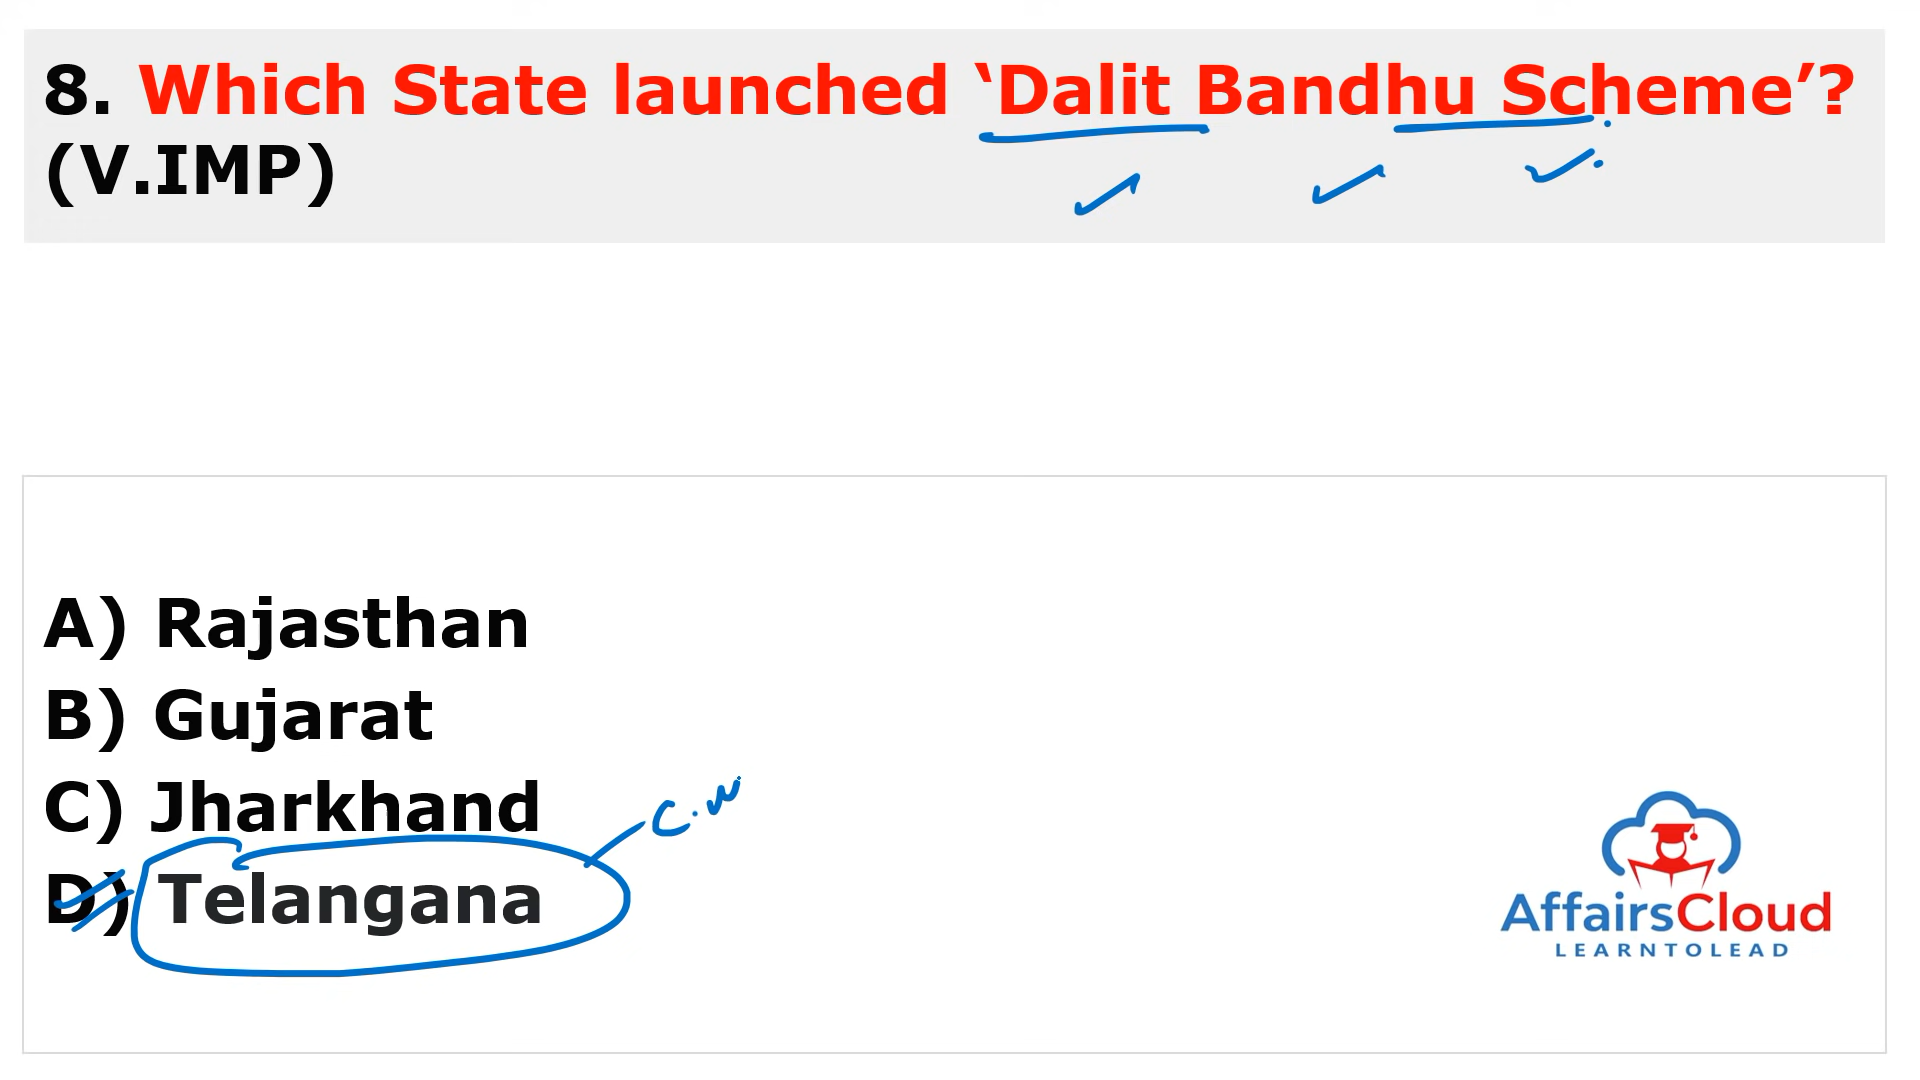 8. Which State launched ‘Dalit Bandhu Scheme’?
(V.IMP)
A) Rajasthan
B) Gujarat
C) Jharkhand
D) Telangana
AffairsCloud
LEARNTOLEAD